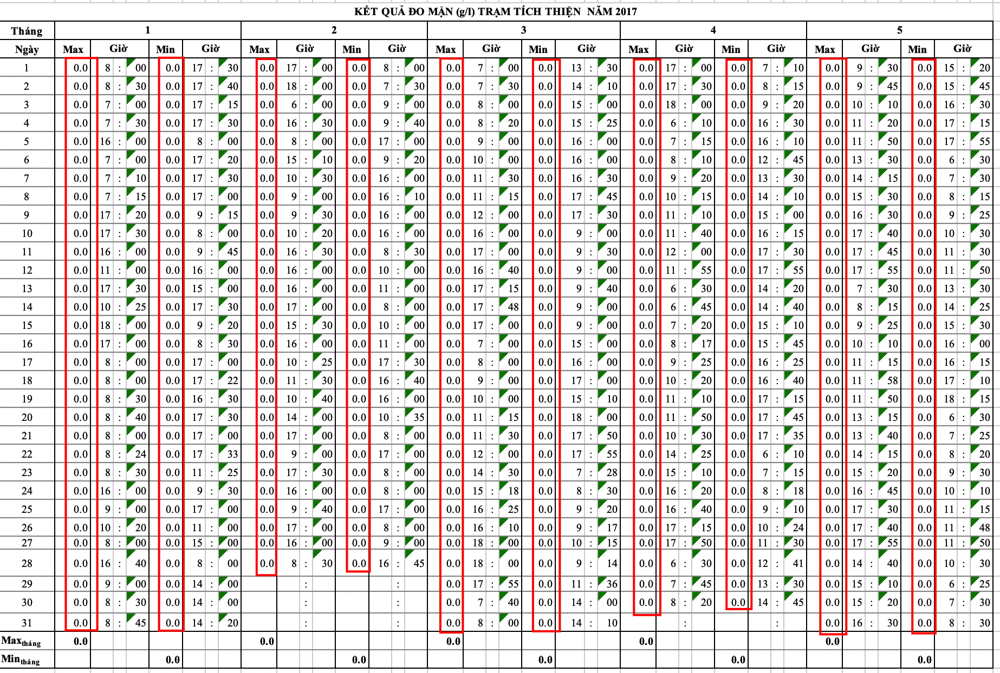 KẾT QUẢ ĐO MẶN (g/l) TRẠM TÍCH THIỆN NĂM 2017
Tháng 1 2 3 4 5
Ngày Max Giờ Min Giờ Max Giờ Min Giờ Max Giờ Min Giờ Max Giờ Min Giờ Max Giờ Min Giờ
1 0.0 8 : 00 0.0 17 : 30 0.0 17 : 00 0.0 8 : 00 0.0 7 : 00 0.0 13 : 30 0.0 17 : 00 0.0 7 : 10 0.0 9 : 30 0.0 15 : 20
2 0.0 8 : 30 0.0 17 : 40 0.0 18 : 00 0.0 7 : 30 0.0 7 : 30 0.0 14 : 10 0.0 17 : 30 0.0 8 : 15 0.0 9 : 45 0.0 15 : 45
3 0.0 7 : 00 0.0 17 : 15 0.0 6 : 00 0.0 9 : 00 0.0 8 : 00 0.0 15 : 00 0.0 18 : 00 0.0 9 : 20 0.0 10 : 10 0.0 16 : 30
4 0.0 7 : 30 0.0 17 : 30 0.0 16 : 30 0.0 9 : 40 0.0 8 : 20 0.0 15 : 25 0.0 6 : 10 0.0 16 : 30 0.0 11 : 20 0.0 17 : 15
5 0.0 16 : 00 0.0 8 : 00 0.0 8 : 00 0.0 17 : 00 0.0 9 : 00 0.0 16 : 00 0.0 7 : 15 0.0 16 : 10 0.0 11 : 50 0.0 17 : 55
6 0.0 7 : 00 0.0 17 : 20 0.0 15 : 10 0.0 9 : 20 0.0 10 : 00 0.0 16 : 00 0.0 8 : 10 0.0 12 : 45 0.0 13 : 30 0.0 6 : 30
7 0.0 7 : 10 0.0 17 : 30 0.0 10 : 30 0.0 16 : 00 0.0 11 : 30 0.0 16 : 30 0.0 9 : 20 0.0 13 : 30 0.0 14 : 15 0.0 7 : 30
8 0.0 7 : 15 0.0 17 : 00 0.0 9 : 00 0.0 16 : 10 0.0 11 : 15 0.0 17 : 45 0.0 10 : 15 0.0 14 : 10 0.0 15 : 30 0.0 8 : 15
9 0.0 17 : 20 0.0 9 : 15 0.0 9 : 30 0.0 16 : 00 0.0 12 : 00 0.0 17 : 30 0.0 11 : 10 0.0 15 : 00 0.0 16 : 30 0.0 9 : 25
10 0.0 17 : 30 0.0 8 : 00 0.0 10 : 20 0.0 16 : 00 0.0 16 : 00 0.0 9 : 00 0.0 11 : 40 0.0 16 : 15 0.0 17 : 40 0.0 10 : 30
11 0.0 16 : 00 0.0 9 : 45 0.0 16 : 30 0.0 8 : 30 0.0 17 : 00 0.0 9 : 30 0.0 12 : 00 0.0 17 : 30 0.0 17 : 45 0.0 11 : 30
12 0.0 11 : 00 0.0 16 : 00 0.0 16 : 00 0.0 10 : 00 0.0 16 : 40 0.0 9 : 00 0.0 11 : 55 0.0 17 : 55 0.0 17 : 55 0.0 11 : 50
13 0.0 17 : 30 0.0 15 : 00 0.0 16 : 00 0.0 11 : 00 0.0 17 : 15 0.0 9 : 40 0.0 6 : 30 0.0 14 : 20 0.0 7 : 30 0.0 13 : 30
14 0.0 10 : 25 0.0 17 : 30 0.0 17 : 00 0.0 8 : 00 0.0 17 : 48 0.0 9 : 00 0.0 6 : 45 0.0 14 : 40 0.0 8 : 15 0.0 14 : 25
15 0.0 18 : 00 0.0 9 : 20 0.0 15 : 30 0.0 10 : 00 0.0 17 : 00 0.0 9 : 00 0.0 7 : 20 0.0 15 : 10 0.0 9 : 25 0.0 15 : 30
16 0.0 17 : 00 0.0 8 : 30 0.0 16 : 00 0.0 11 : 00 0.0 7 : 00 0.0 15 : 00 0.0 8 : 17 0.0 15 : 45 0.0 10 : 10 0.0 16 : 00
17 0.0 8 : 00 0.0 17 : 00 0.0 10 : 25 0.0 17 : 30 0.0 8 : 00 0.0 16 : 00 0.0 9 : 25 0.0 16 : 25 0.0 11 : 15 0.0 16 : 15
18 0.0 8 : 00 0.0 17 : 22 0.0 11 : 30 0.0 16 : 40 0.0 9 : 00 0.0 17 : 00 0.0 10 : 20 0.0 16 : 40 0.0 11 : 58 0.0 17 : 10
19 0.0 8 : 30 0.0 16 : 30 0.0 10 : 40 0.0 16 : 00 0.0 10 : 00 0.0 15 : 10 0.0 11 : 10 0.0 17 : 15 0.0 11 : 50 0.0 18 : 15
20 0.0 8 : 40 0.0 17 : 30 0.0 14 : 00 0.0 10 : 35 0.0 11 : 15 0.0 18 : 00 0.0 11 : 50 0.0 17 : 45 0.0 13 : 15 0.0 6 : 30
21 0.0 8 : 00 0.0 17 : 00 0.0 17 : 00 0.0 8 : 00 0.0 11 : 30 0.0 17 : 50 0.0 10 : 30 0.0 17 : 35 0.0 13 : 40 0.0 7 : 25
22 0.0 8 : 24 0.0 17 : 33 0.0 9 : 00 0.0 17 : 00 0.0 12 : 00 0.0 17 : 55 0.0 14 : 25 0.0 6 : 10 0.0 14 : 15 0.0 8 : 20
23 0.0 8 : 30 0.0 11 : 25 0.0 17 : 30 0.0 8 : 00 0.0 14 : 30 0.0 7 : 28 0.0 15 : 10 0.0 7 : 15 0.0 15 : 20 0.0 9 : 30
24 0.0 16 : 00 0.0 9 : 30 0.0 16 : 00 0.0 8 : 00 0.0 15 : 18 0.0 8 : 30 0.0 16 : 20 0.0 8 : 18 0.0 16 : 45 0.0 10 : 10
25 0.0 9 : 00 0.0 17 : 00 0.0 9 : 40 0.0 17 : 00 0.0 16 : 25 0.0 9 : 20 0.0 16 : 40 0.0 9 : 10 0.0 17 : 30 0.0 11 : 15
26 0.0 10 : 20 0.0 11 : 00 0.0 17 : 00 0.0 8 : 00 0.0 16 : 10 0.0 9 : 17 0.0 17 : 15 0.0 10 : 24 0.0 17 : 40 0.0 11 : 48
27 0.0 8 : 00 0.0 15 : 00 0.0 16 : 00 0.0 9 : 00 0.0 18 : 00 0.0 10 : 15 0.0 17 : 50 0.0 11 : 30 0.0 17 : 55 0.0 11 : 50
28 0.0 16 : 40 0.0 8 : 00 0.0 8 : 30 0.0 16 : 45 0.0 18 : 00 0.0 9 : 14 0.0 6 : 30 0.0 12 : 41 0.0 14 : 40 0.0 10 : 30
29 0.0 9 : 00 0.0 14 : 00 : : 0.0 17 : 55 0.0 11 : 36 0.0 7 : 45 0.0 13 : 30 0.0 15 : 10 0.0 6 : 25
30 0.0 8 : 30 0.0 14 : 00 : : 0.0 7 : 40 0.0 14 : 00 0.0 8 : 20 0.0 14 : 45 0.0 15 : 20 0.0 7 : 30
31 0.0 8 : 45 0.0 14 : 20 : : 0.0 8 : 00 0.0 14 : 10 : : 0.0 16 : 30 0.0 8 : 30
Max tháng 0.0 0.0 0.0 0.0 0.0
Min tháng 0.0 0.0 0.0 0.0 0.0